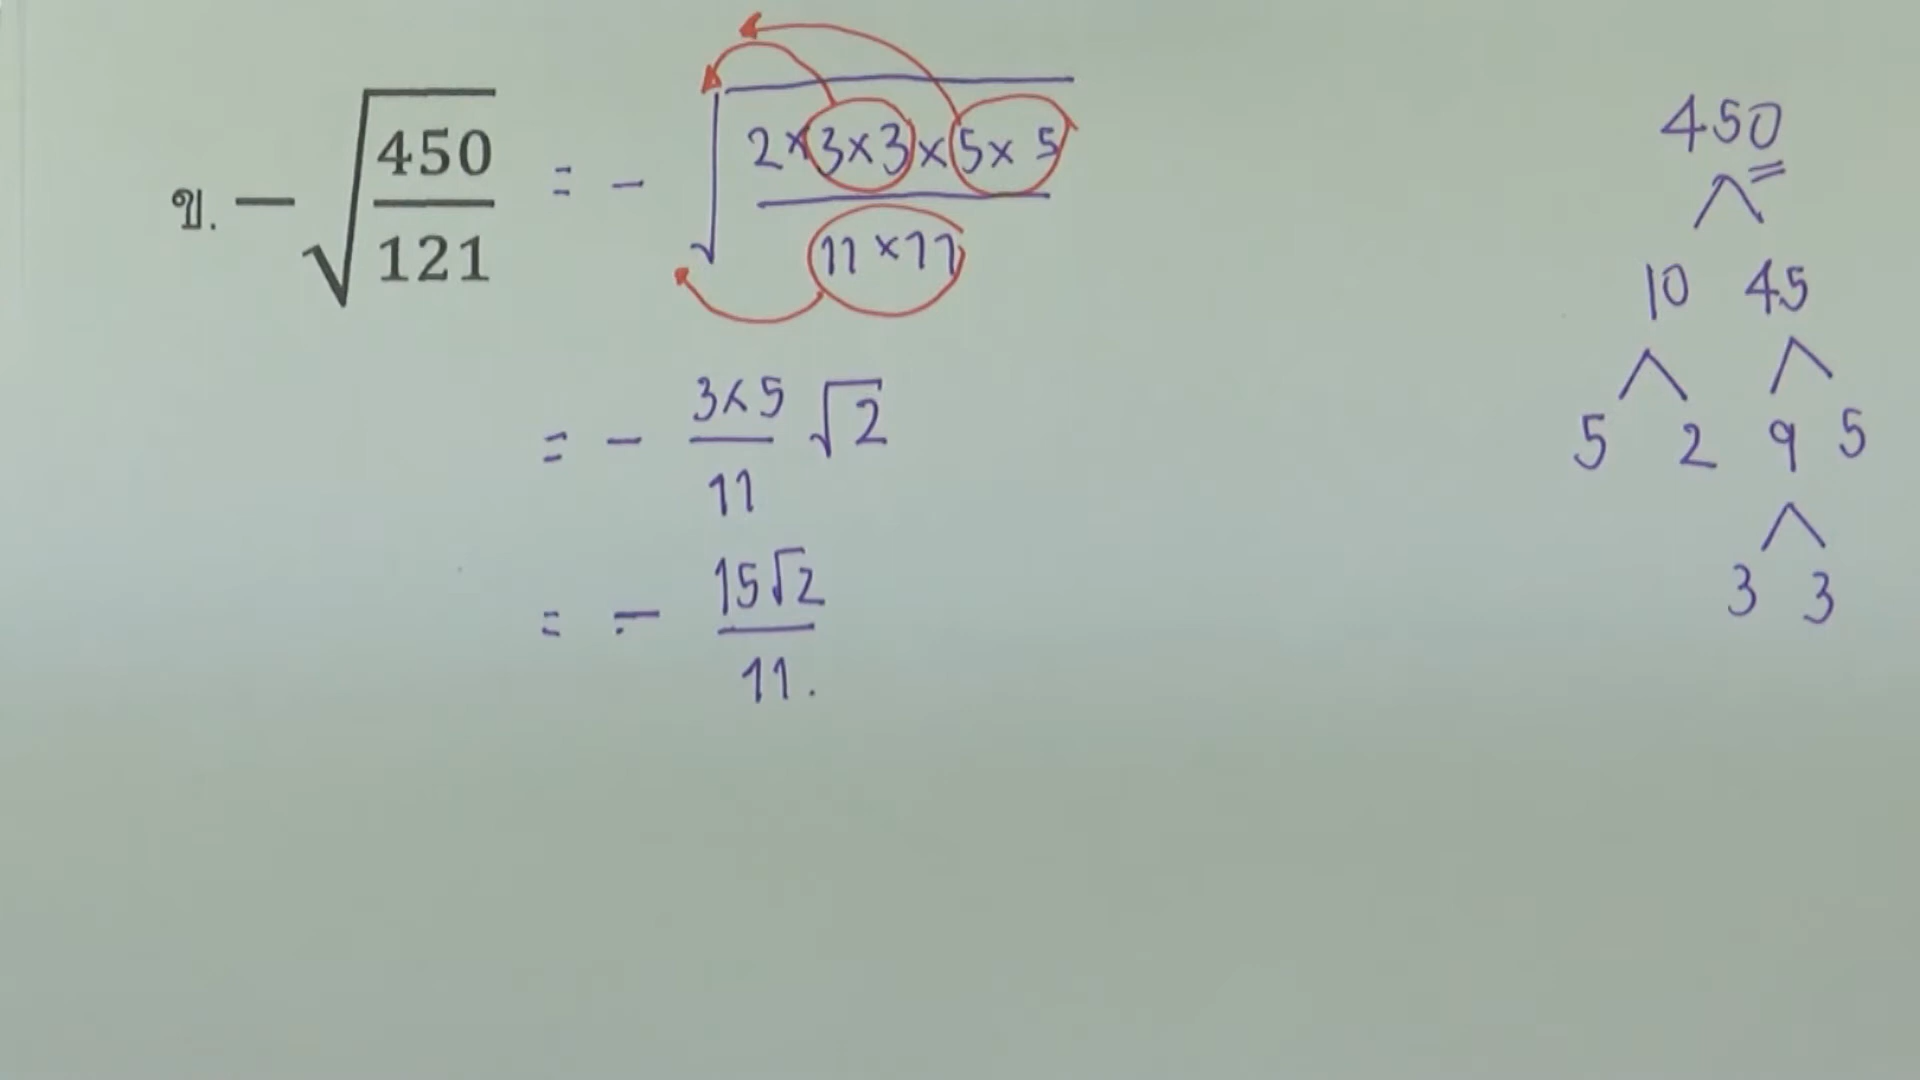 ข. −√(450/121) = − √((2×3×3×5×5)/(11×11))
= − (3×5)/11 √2
= − (15√2)/11.
450
10 45
5 2 9 5
3 3